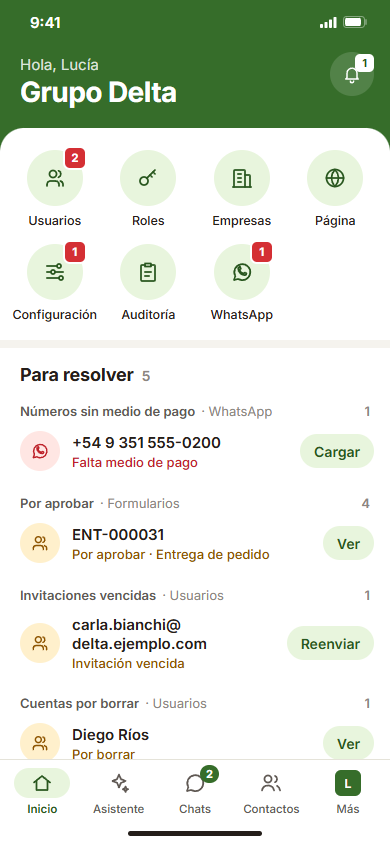 9:41
Hola, Lucía
Grupo Delta
1
2
Usuarios
Roles
Empresas
Página
1
1
Configuración
Auditoría
WhatsApp
Para resolver 5
Números sin medio de pago · WhatsApp 1
+54 9 351 555-0200
Falta medio de pago
Cargar
Por aprobar · Formularios 4
ENT-000031
Por aprobar · Entrega de pedido
Ver
Invitaciones vencidas · Usuarios 1
carla.bianchi@
delta.ejemplo.com
Invitación vencida
Reenviar
Cuentas por borrar · Usuarios 1
Diego Ríos
Por borrar
Ver
2
L
Inicio
Asistente
Chats
Contactos
Más